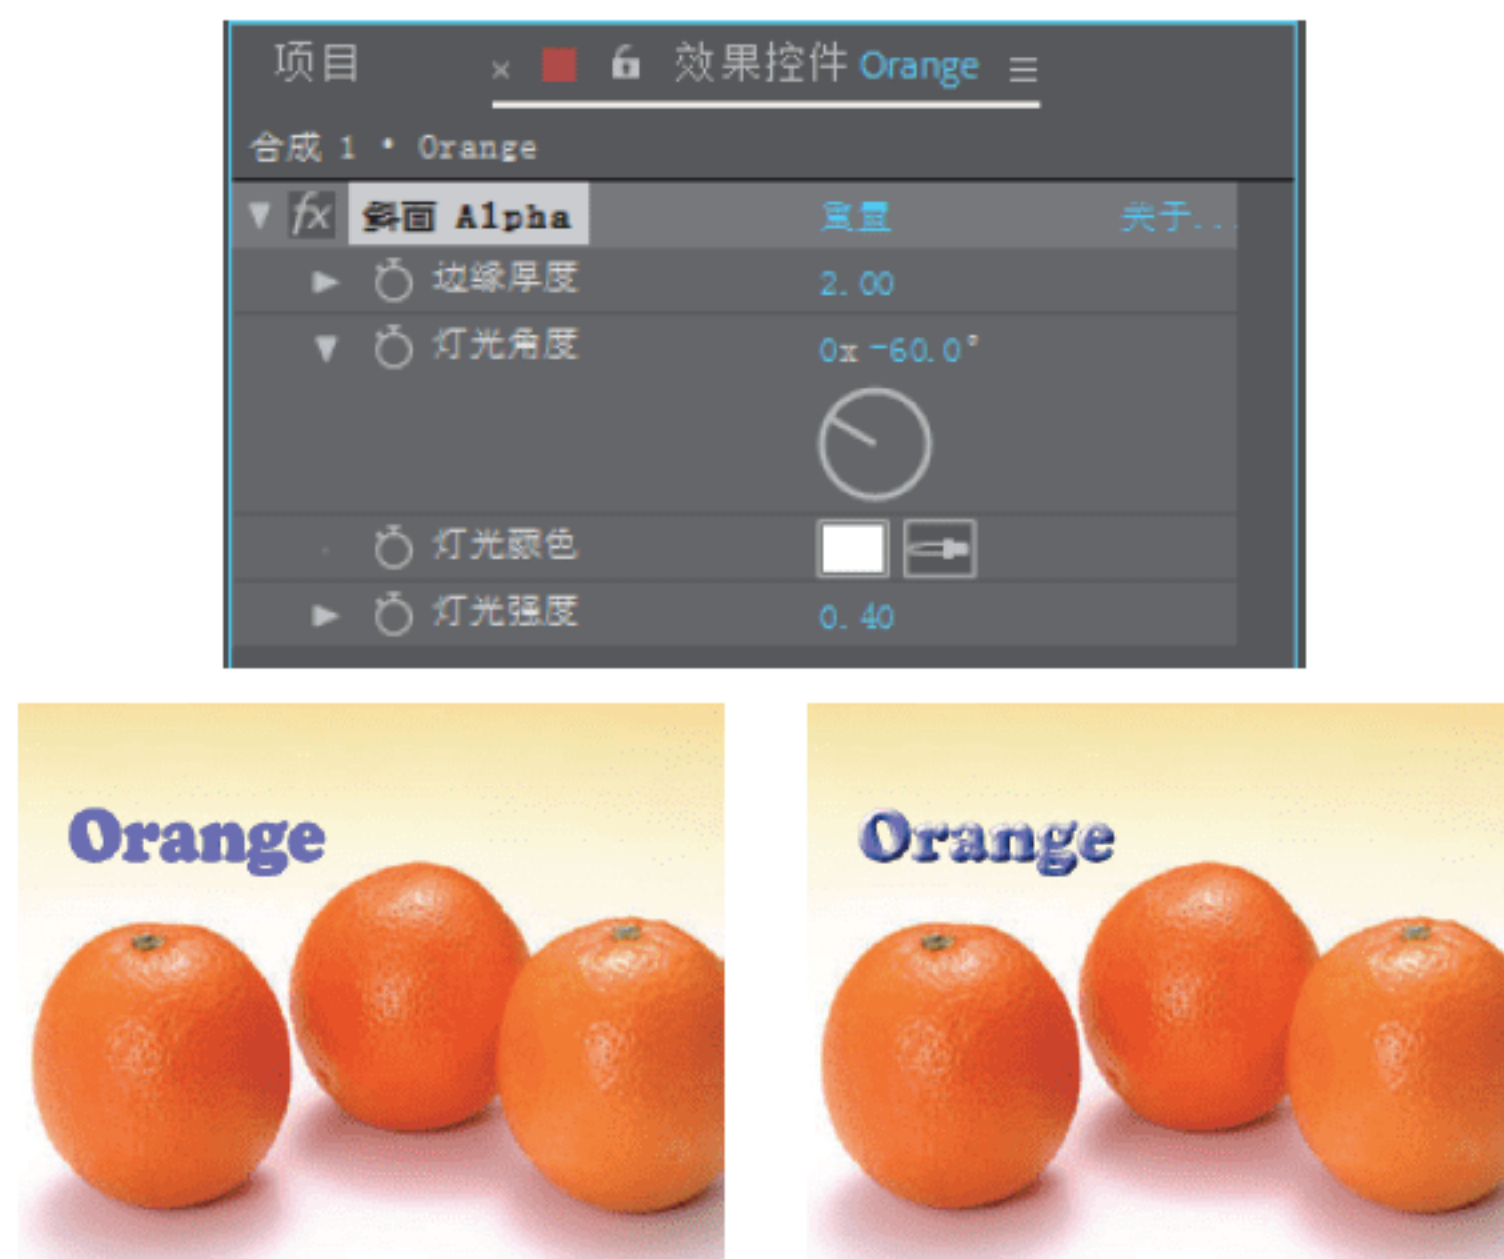 项目 × 效果控件 Orange
合成 1 • Orange
fx 斜面 Alpha 重置 关于...
边缘厚度 2.00
灯光角度 0x -60.0°
灯光颜色
灯光强度 0.40
Orange Orange